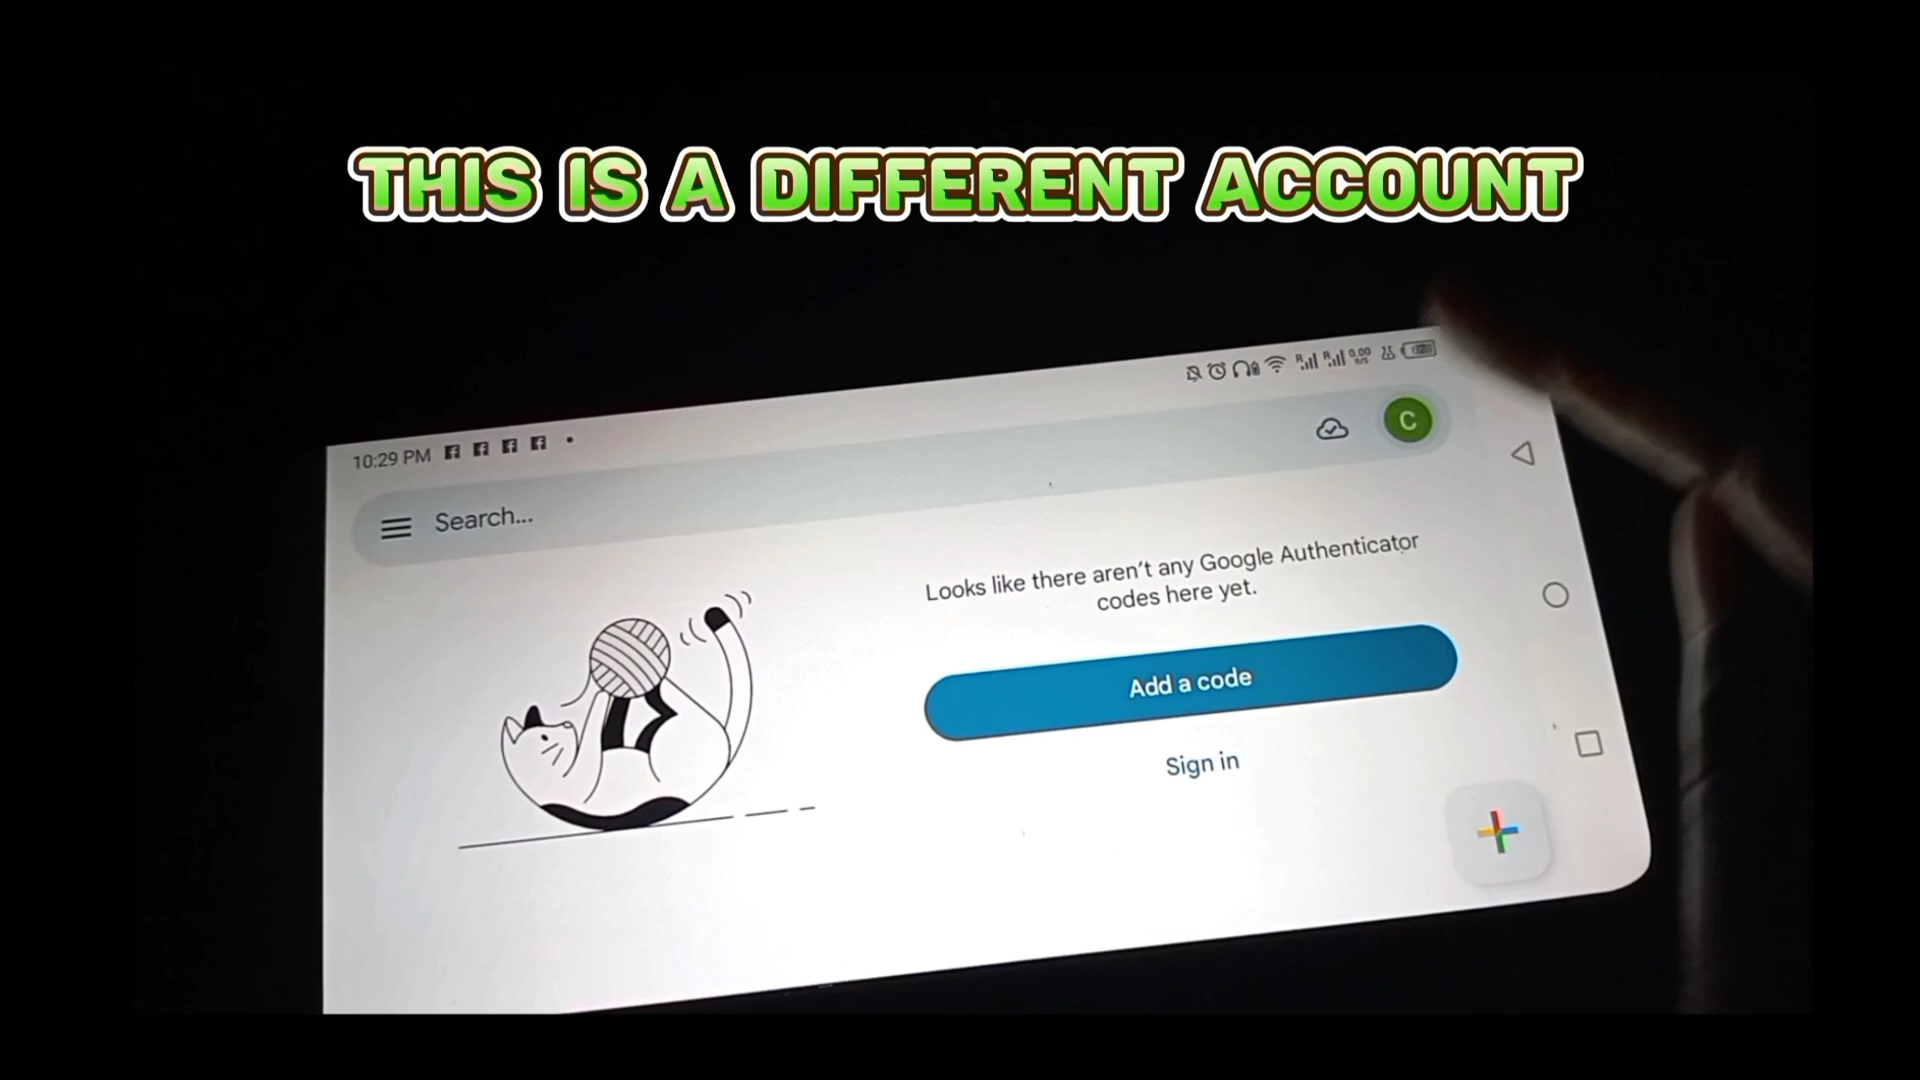 THIS IS A DIFFERENT ACCOUNT
10:29 PM
Search...
C
Looks like there aren't any Google Authenticator
codes here yet.
Add a code
Sign in